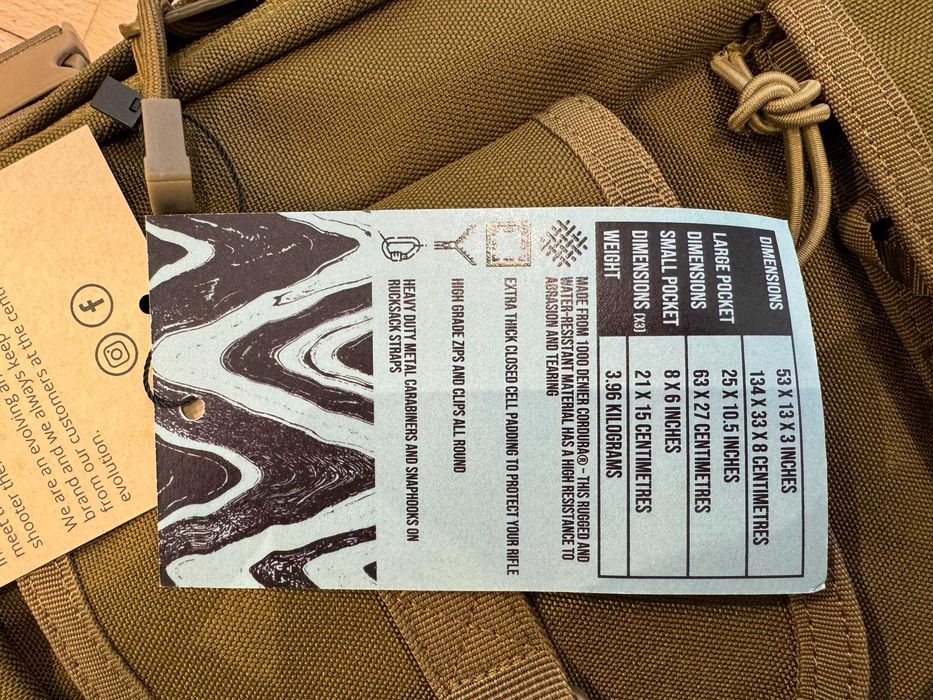 DIMENSIONS
53 X 13 X 3 INCHES
134 X 33 X 8 CENTIMETRES
LARGE POCKET
DIMENSIONS
25 X 10.5 INCHES
63 X 27 CENTIMETRES
SMALL POCKET
DIMENSIONS (X3)
8 X 6 INCHES
21 X 15 CENTIMETRES
WEIGHT
3.96 KILOGRAMS
MADE FROM 1000 DENIER CORDURA® - THIS RUGGED AND
WATER-RESISTANT MATERIAL HAS A HIGH RESISTANCE TO
ABRASION AND TEARING
EXTRA THICK CLOSED CELL PADDING TO PROTECT YOUR RIFLE
HIGH GRADE ZIPS AND CLIPS ALL ROUND
HEAVY DUTY METAL CARABINERS AND SNAPHOOKS ON
RUCKSACK STRAPS
meet
shooter
We are an evolving
brand and we always keep
from our customers at the
evolution.